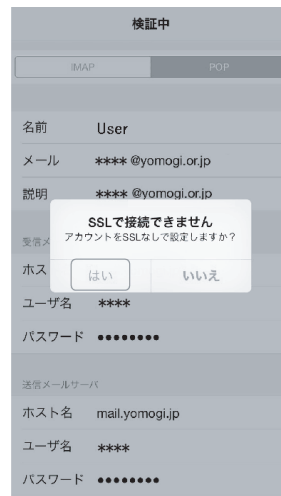 検証中
IMAP POP
名前 User
メール **** @yomogi.or.jp
説明 **** @yomogi.or.jp
SSLで接続できません
アカウントをSSLなしで設定しますか?
はい いいえ
受信メ
ホス
ユーザ名 ****
パスワード ●●●●●●●●
送信メールサーバ
ホスト名 mail.yomogi.jp
ユーザ名 ****
パスワード ●●●●●●●●